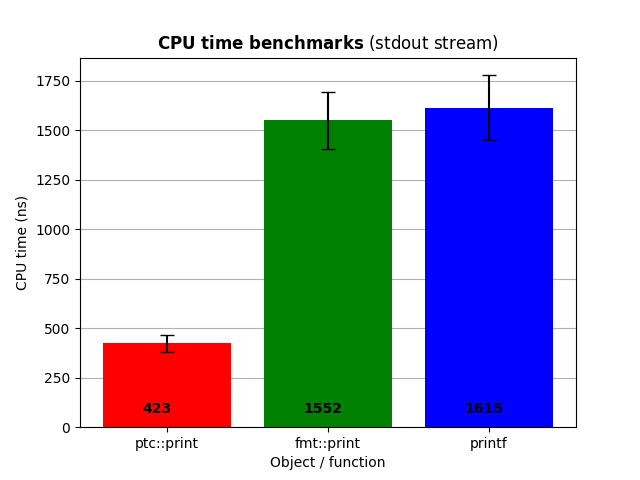 CPU time benchmarks (stdout stream)
1750
1500
1250
1000
750
500
250
0
CPU time (ns)
423
1552
1615
ptc::print
fmt::print
printf
Object / function